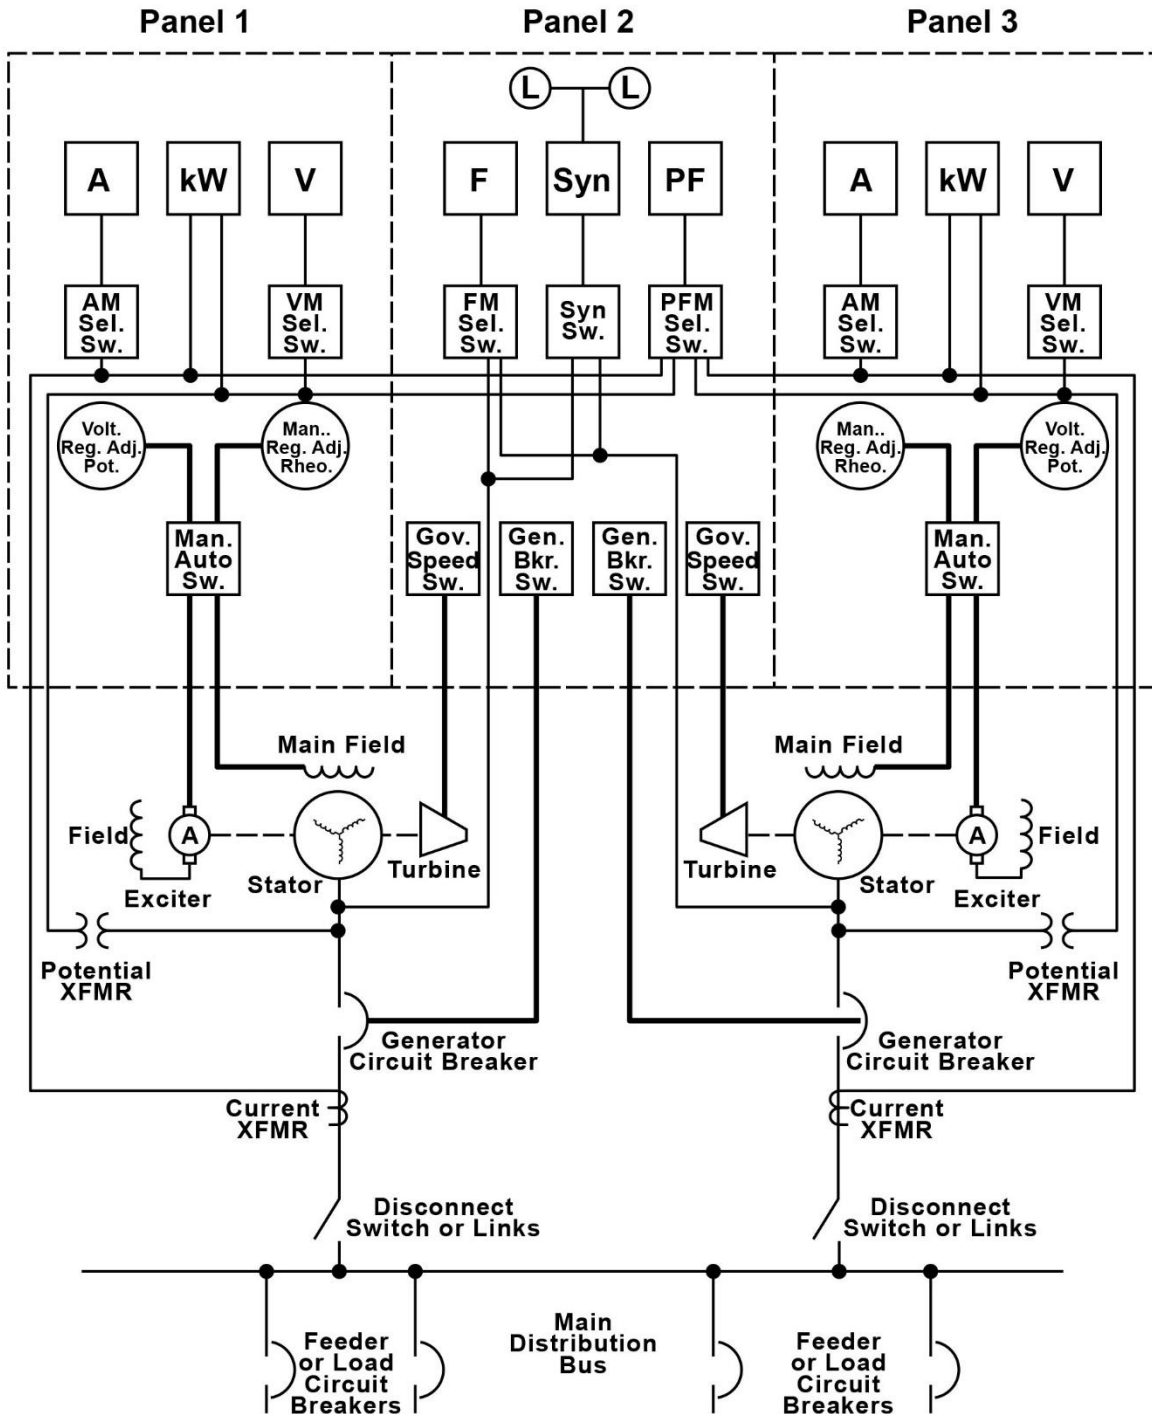 Panel 1
Panel 2
Panel 3
L
L
A
kW
V
F
Syn
PF
A
kW
V
AM
Sel.
Sw.
VM
Sel.
Sw.
FM
Sel.
Sw.
Syn
Sw.
PFM
Sel.
Sw.
AM
Sel.
Sw.
VM
Sel.
Sw.
Volt.
Reg. Adj.
Pot.
Man..
Reg. Adj.
Rheo.
Man..
Reg. Adj.
Rheo.
Volt.
Reg. Adj.
Pot.
Man.
Auto
Sw.
Gov.
Speed
Sw.
Gen.
Bkr.
Sw.
Gen.
Bkr.
Sw.
Gov.
Speed
Sw.
Man.
Auto
Sw.
Main Field
Main Field
Field
A
Exciter
Stator
Turbine
Turbine
Stator
A
Exciter
Field
Potential
XFMR
Potential
XFMR
Generator
Circuit Breaker
Generator
Circuit Breaker
Current
XFMR
Current
XFMR
Disconnect
Switch or Links
Disconnect
Switch or Links
Feeder
or Load
Circuit
Breakers
Main
Distribution
Bus
Feeder
or Load
Circuit
Breakers